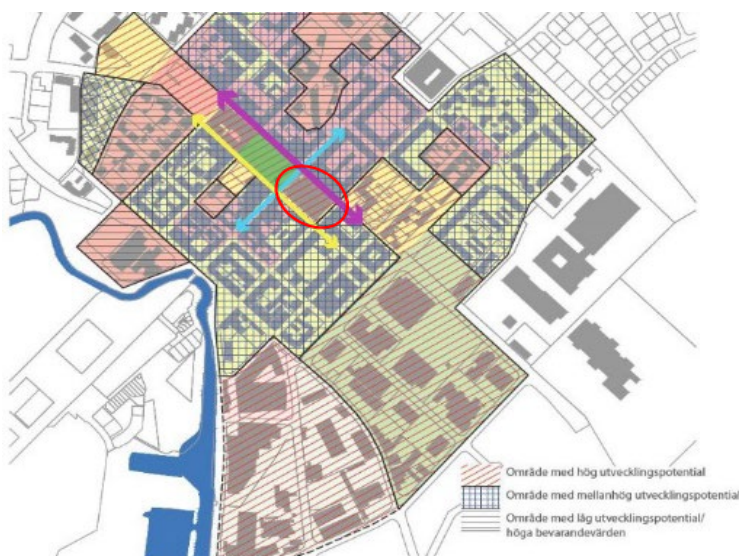 Område med hög utvecklingspotential
Område med mellanhög utvecklingspotential
Område med låg utvecklingspotential/
höga bevarandevärden